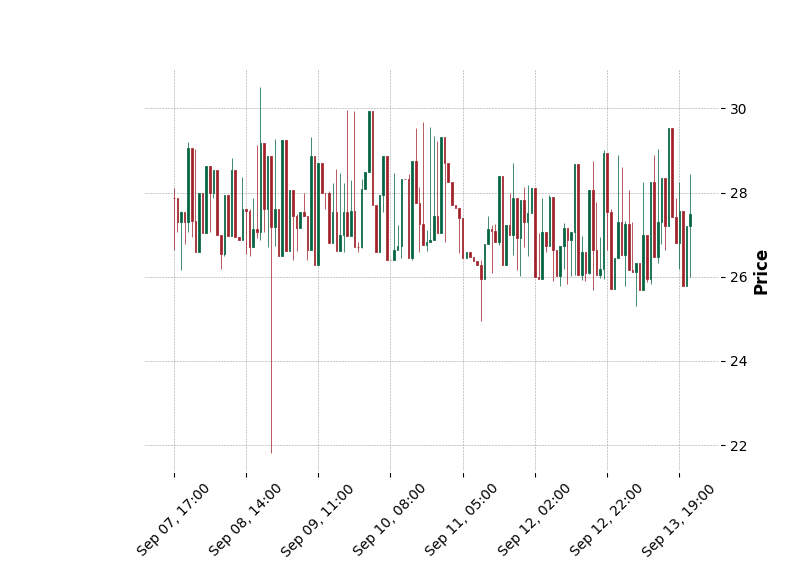 30
28
26
24
22
Price
Sep 07, 17:00
Sep 08, 14:00
Sep 09, 11:00
Sep 10, 08:00
Sep 11, 05:00
Sep 12, 02:00
Sep 12, 22:00
Sep 13, 19:00